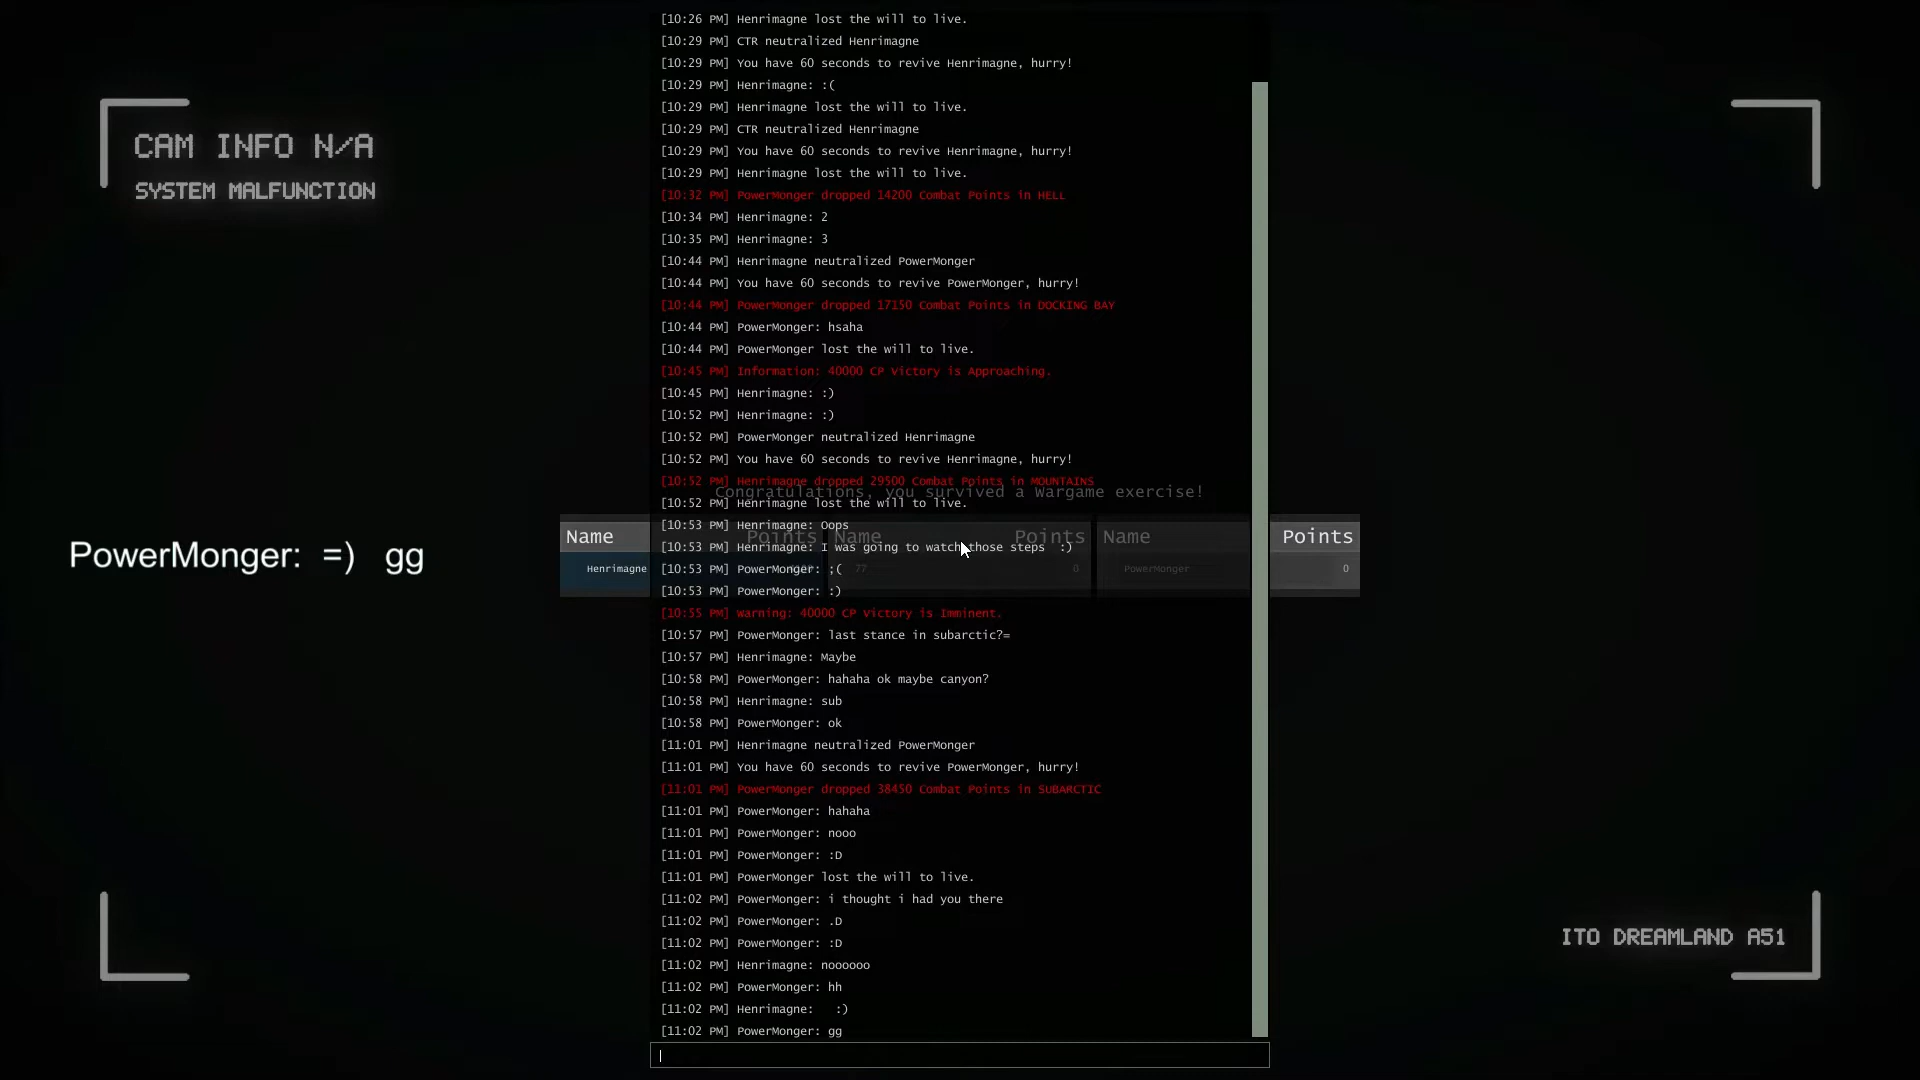 CAM INFO N/A
SYSTEM MALFUNCTION
[10:26 PM] Henrimagne lost the will to live.
[10:29 PM] CTR neutralized Henrimagne
[10:29 PM] You have 60 seconds to revive Henrimagne, hurry!
[10:29 PM] Henrimagne: :(
[10:29 PM] Henrimagne lost the will to live.
[10:29 PM] CTR neutralized Henrimagne
[10:29 PM] You have 60 seconds to revive Henrimagne, hurry!
[10:29 PM] Henrimagne lost the will to live.
[10:32 PM] PowerMonger dropped 14200 Combat Points in HELL
[10:34 PM] Henrimagne: 2
[10:35 PM] Henrimagne: 3
[10:44 PM] Henrimagne neutralized PowerMonger
[10:44 PM] You have 60 seconds to revive PowerMonger, hurry!
[10:44 PM] PowerMonger dropped 17150 Combat Points in DOCKING BAY
[10:44 PM] PowerMonger: hsaha
[10:44 PM] PowerMonger lost the will to live.
[10:45 PM] Information: 40000 CP Victory is Approaching.
[10:45 PM] Henrimagne: :)
[10:52 PM] Henrimagne: :)
[10:52 PM] PowerMonger neutralized Henrimagne
[10:52 PM] You have 60 seconds to revive Henrimagne, hurry!
[10:52 PM] Henrimagne dropped 29500 Combat Points in MOUNTAINS
Congratulations, you survived a Wargame exercise!
[10:52 PM] Henrimagne lost the will to live.
[10:53 PM] Henrimagne: Oops
Name Points Name Points Name Points
[10:53 PM] Henrimagne: I was going to watch those steps  :)
Henrimagne 77 0 PowerMonger 0
[10:53 PM] PowerMonger: ;(
[10:53 PM] PowerMonger: :)
[10:55 PM] Warning: 40000 CP Victory is Imminent.
[10:57 PM] PowerMonger: last stance in subarctic?=
[10:57 PM] Henrimagne: Maybe
[10:58 PM] PowerMonger: hahaha ok maybe canyon?
[10:58 PM] Henrimagne: sub
[10:58 PM] PowerMonger: ok
[11:01 PM] Henrimagne neutralized PowerMonger
[11:01 PM] You have 60 seconds to revive PowerMonger, hurry!
[11:01 PM] PowerMonger dropped 38450 Combat Points in SUBARCTIC
[11:01 PM] PowerMonger: hahaha
[11:01 PM] PowerMonger: nooo
[11:01 PM] PowerMonger: :D
[11:01 PM] PowerMonger lost the will to live.
[11:02 PM] PowerMonger: i thought i had you there
[11:02 PM] PowerMonger: .D
[11:02 PM] PowerMonger: :D
[11:02 PM] Henrimagne: noooooo
[11:02 PM] PowerMonger: hh
[11:02 PM] Henrimagne:   :)
[11:02 PM] PowerMonger: gg
PowerMonger: =) gg
ITO DREAMLAND A51